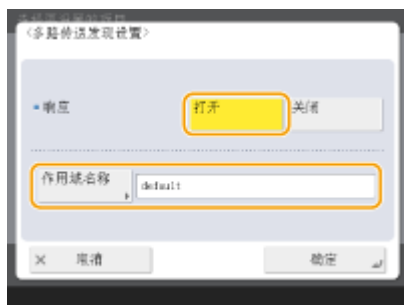 <多路传送发现设置>
响应
打开
关闭
作用域名称
default
× 取消
确定